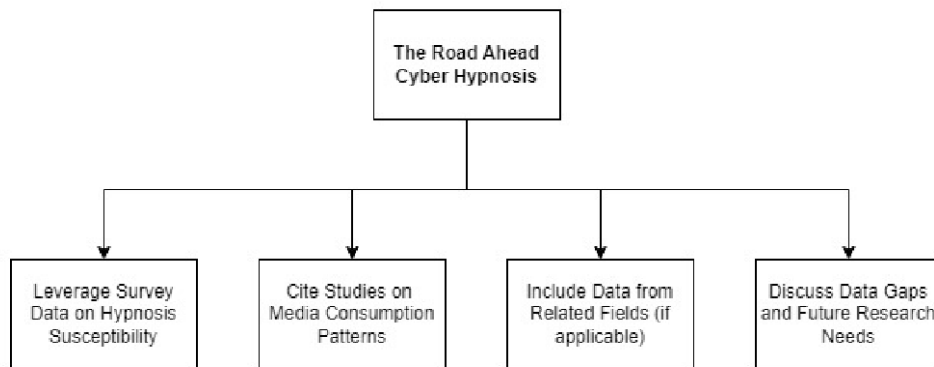 The Road Ahead
Cyber Hypnosis
Leverage Survey
Data on Hypnosis
Susceptibility
Cite Studies on
Media Consumption
Patterns
Include Data from
Related Fields (if
applicable)
Discuss Data Gaps
and Future Research
Needs